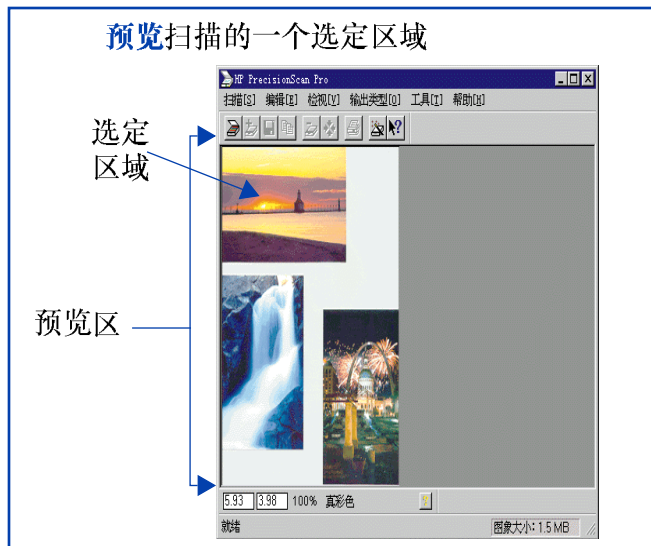 预览扫描的一个选定区域
HP PrecisionScan Pro
扫描[S] 编辑[E] 检视[V] 输出类型[O] 工具[T] 帮助[H]
选定
区域
预览区
5.93 3.98 100% 真彩色
就绪
图象大小: 1.5 MB